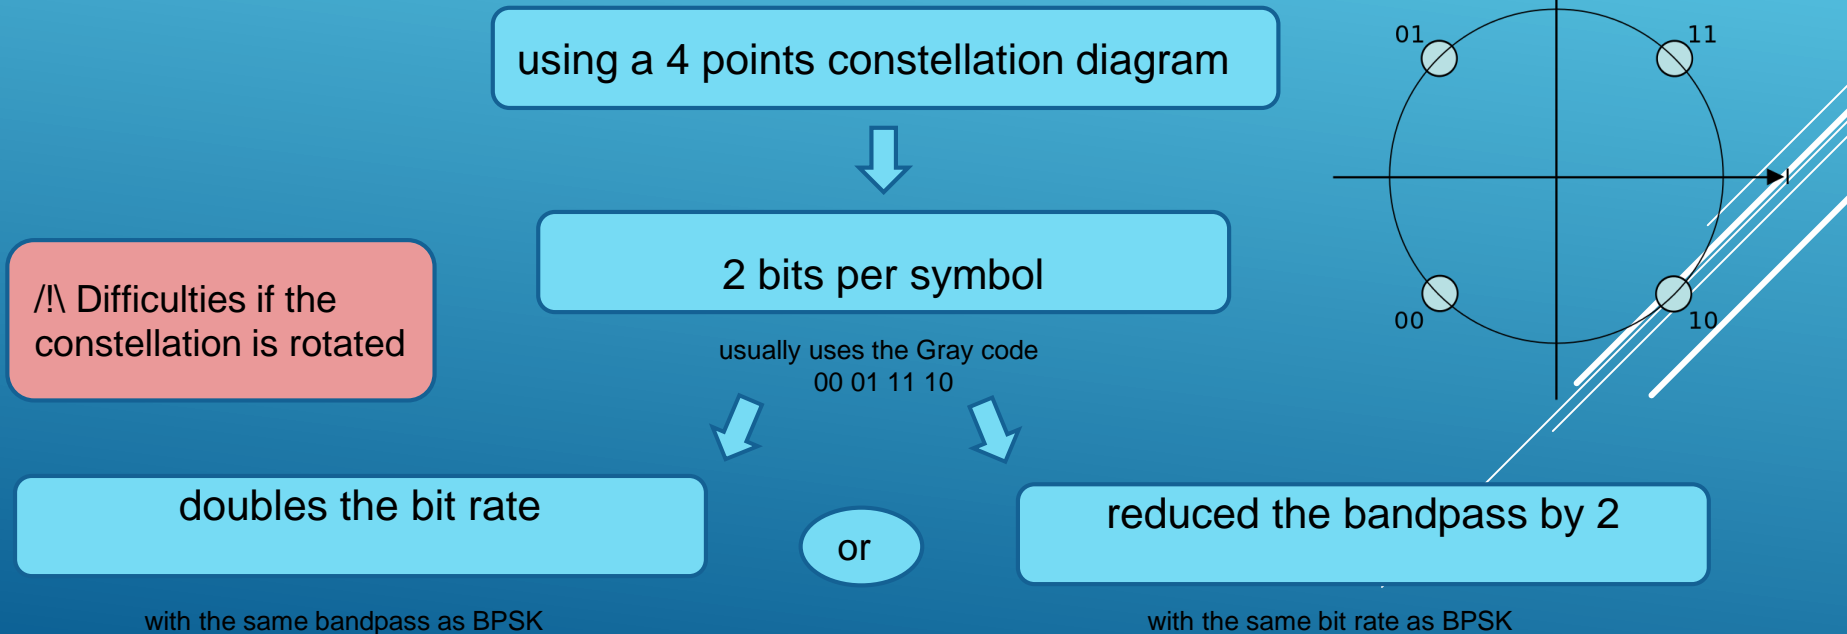 using a 4 points constellation diagram
01
11
I
2 bits per symbol
/!\ Difficulties if the
constellation is rotated
00
10
usually uses the Gray code
00 01 11 10
doubles the bit rate
or
reduced the bandpass by 2
with the same bandpass as BPSK
with the same bit rate as BPSK